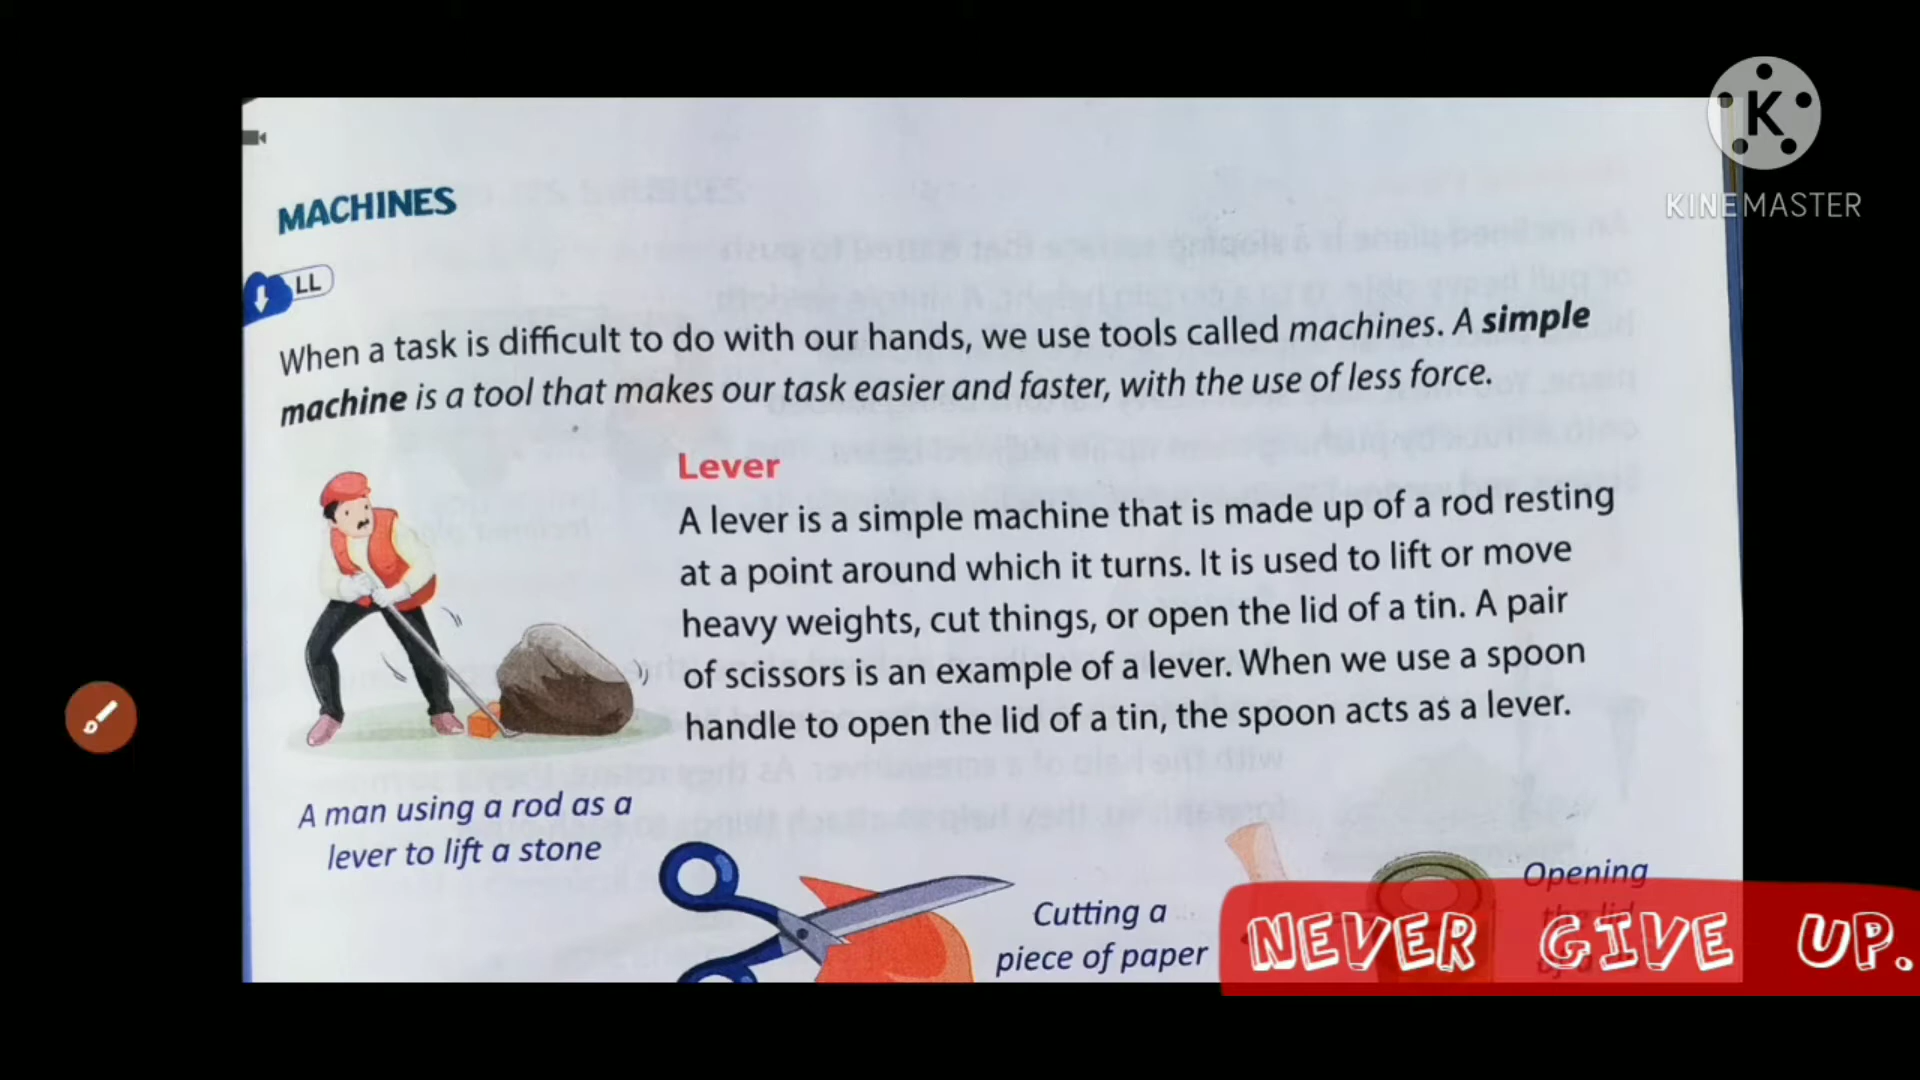 K
KINEMASTER
MACHINES
LL
When a task is difficult to do with our hands, we use tools called machines. A simple
machine is a tool that makes our task easier and faster, with the use of less force.
Lever
A lever is a simple machine that is made up of a rod resting
at a point around which it turns. It is used to lift or move
heavy weights, cut things, or open the lid of a tin. A pair
of scissors is an example of a lever. When we use a spoon
handle to open the lid of a tin, the spoon acts as a lever.
A man using a rod as a
lever to lift a stone
Cutting a
piece of paper
Opening
the lid
NEVER GIVE UP.